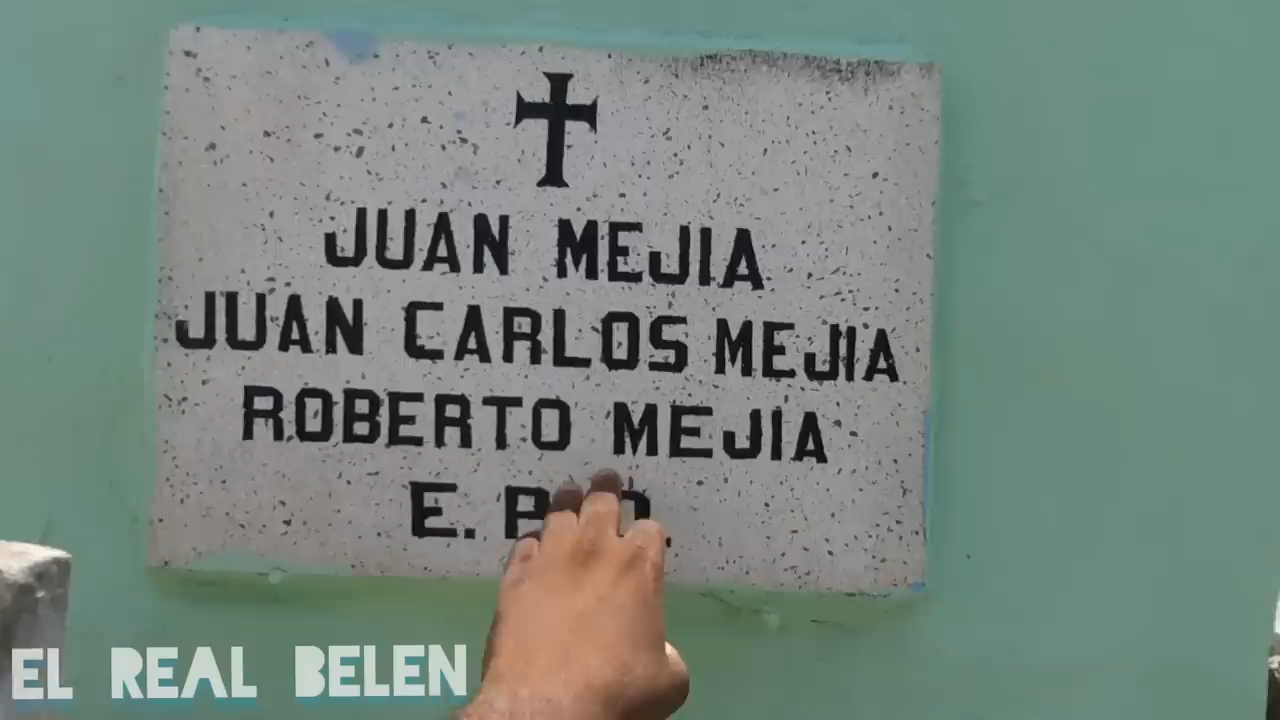 JUAN MEJIA
JUAN CARLOS MEJIA
ROBERTO MEJIA
E.
EL REAL BELEN